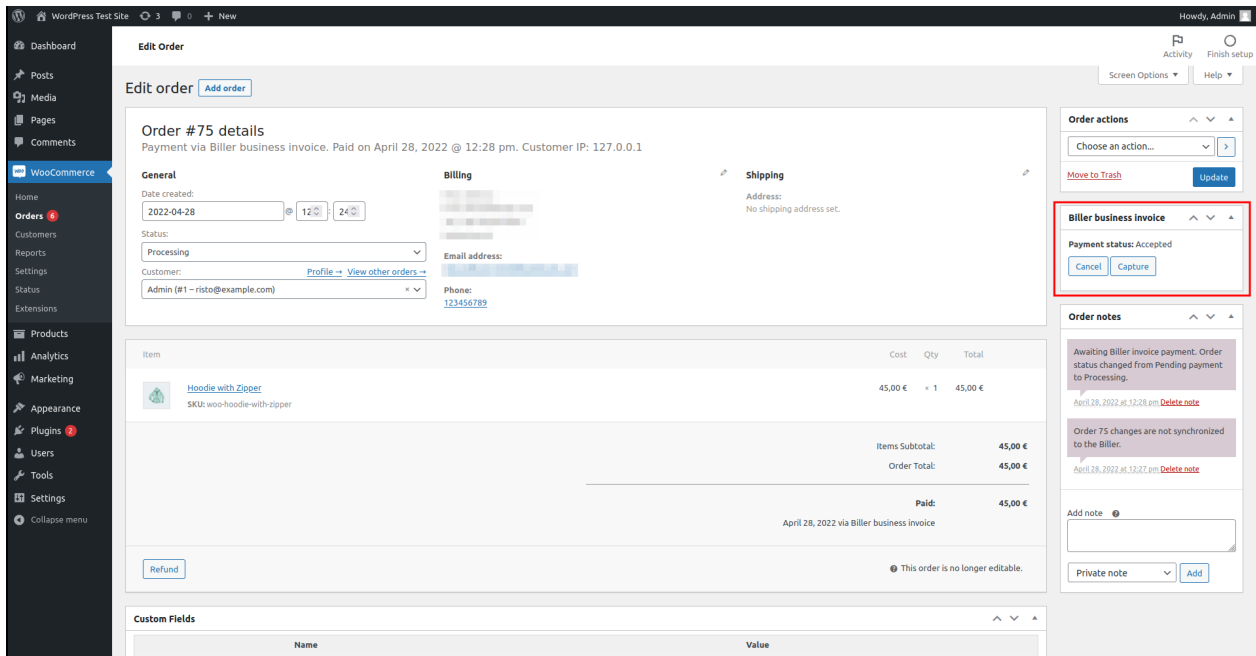 WordPress Test Site 3 0 + New
Howdy, Admin
Dashboard
Posts
Media
Pages
Comments
WooCommerce
Home
Orders 6
Customers
Reports
Settings
Status
Extensions
Products
Analytics
Marketing
Appearance
Plugins 2
Users
Tools
Settings
Collapse menu
Edit Order
Activity
Finish setup
Screen Options ▼
Help ▼
Edit order Add order
Order #75 details
Payment via Biller business invoice. Paid on April 28, 2022 @ 12:28 pm. Customer IP: 127.0.0.1
General
Date created:
2022-04-28 @ 12 : 24
Status:
Processing
Customer: Profile → View other orders →
Admin (#1 – risto@example.com) ×
Billing
Email address:
Phone:
123456789
Shipping
Address:
No shipping address set.
Item Cost Qty Total
Hoodie with Zipper 45,00 € × 1 45,00 €
SKU: woo-hoodie-with-zipper
Items Subtotal: 45,00 €
Order Total: 45,00 €
Paid: 45,00 €
April 28, 2022 via Biller business invoice
Refund
This order is no longer editable.
Custom Fields
Name Value
Order actions
Choose an action...
Move to Trash Update
Biller business invoice
Payment status: Accepted
Cancel Capture
Order notes
Awaiting Biller invoice payment. Order
status changed from Pending payment
to Processing.
April 28, 2022 at 12:28 pm Delete note
Order 75 changes are not synchronized
to the Biller.
April 28, 2022 at 12:27 pm Delete note
Add note
Private note Add